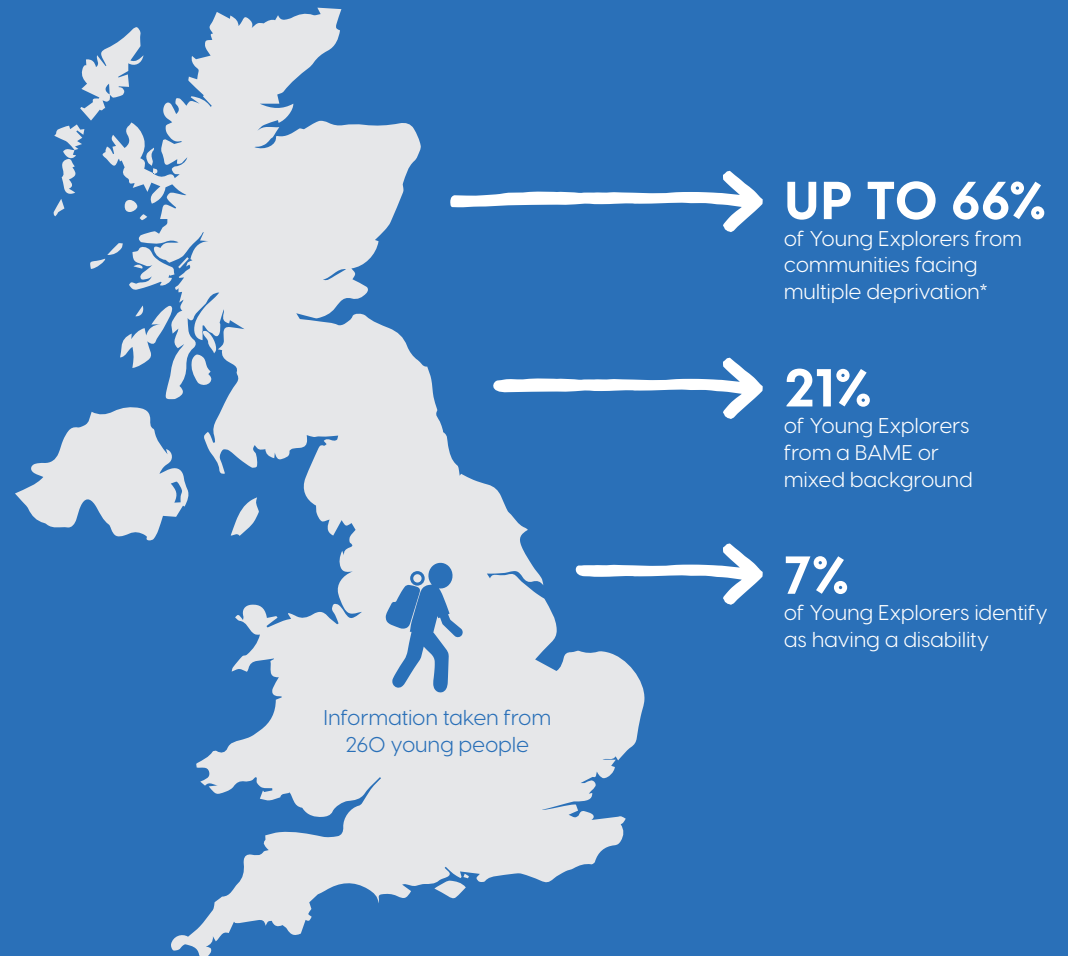 UP TO 66%
of Young Explorers from
communities facing
multiple deprivation*
21%
of Young Explorers
from a BAME or
mixed background
7%
of Young Explorers identify
as having a disability
Information taken from
260 young people